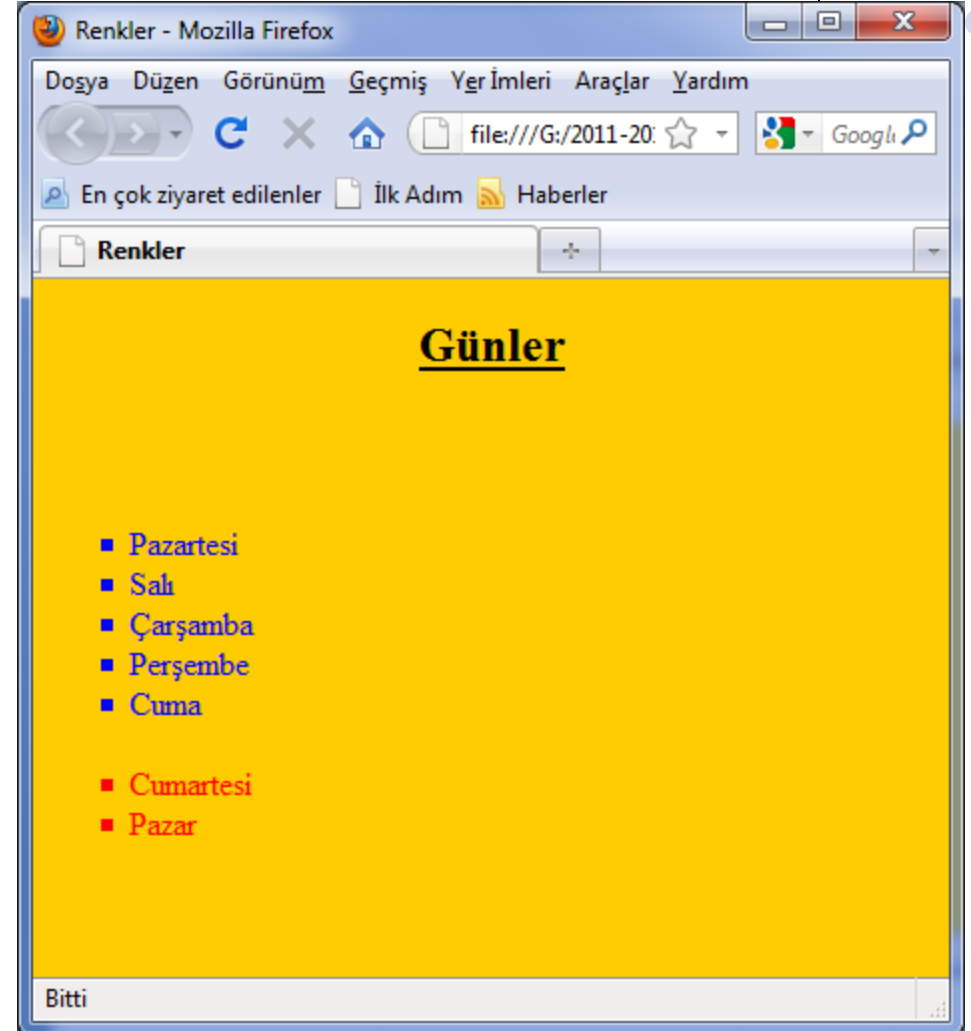 Renkler - Mozilla Firefox
Dosya Düzen Görünüm Geçmiş Yer İmleri Araçlar Yardım
file:///G:/2011-20 Googl
En çok ziyaret edilenler İlk Adım Haberler
Renkler
Günler
Pazartesi
Salı
Çarşamba
Perşembe
Cuma
Cumartesi
Pazar
Bitti